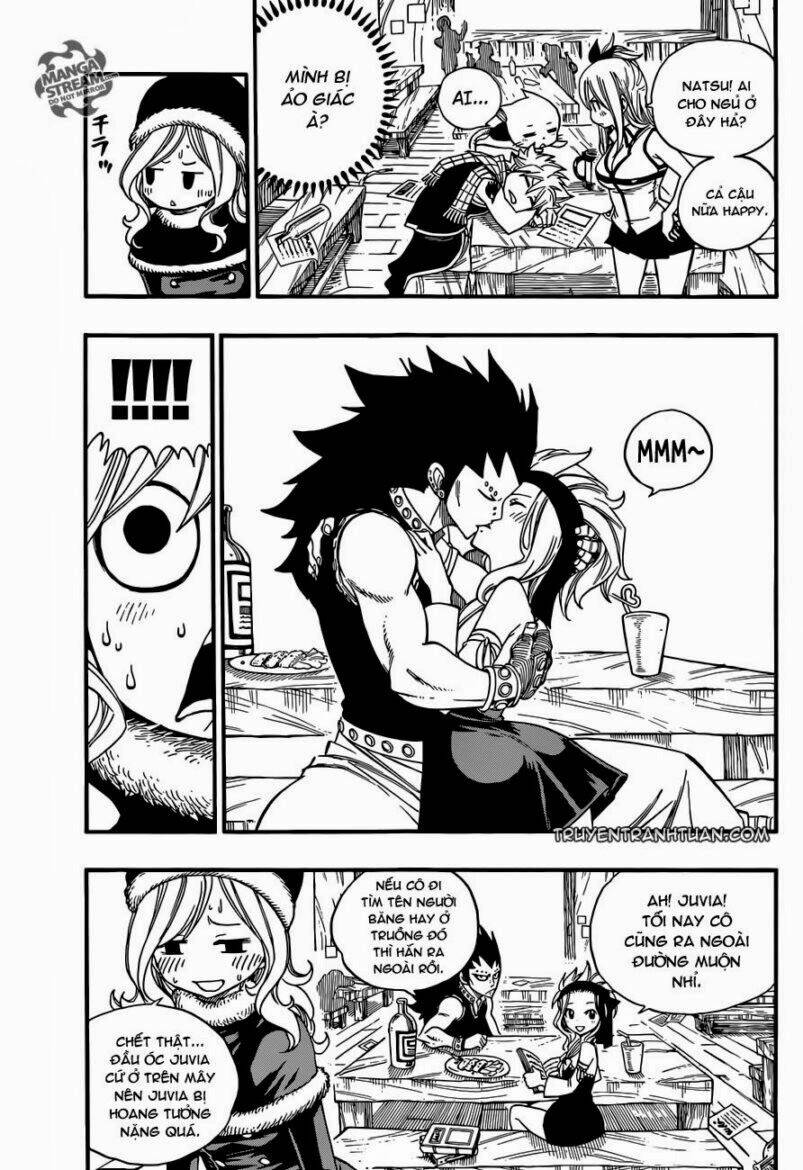 MANGA
STREAM.COM
DO NOT MIRROR!
NATSU! AI
CHO NGỦ Ở
ĐÂY HẢ?
CẢ CẬU
NỮA HAPPY.
AI...
MÌNH BỊ
ẢO GIÁC
À?
チラッ
MMM~
!!!!
TRUYENTRANHTUAN.COM
AH! JUVIA!
TỐI NAY CÔ
CŨNG RA NGOÀI
ĐƯỜNG MUỘN
NHỈ.
NẾU CÔ ĐI
TÌM TÊN NGƯỜI
BĂNG HAY Ở
TRUỒNG ĐÓ
THÌ HẮN RA
NGOÀI RỒI.
CHẾT THẬT...
ĐẦU ÓC JUVIA
CỨ Ở TRÊN MÂY
NÊN JUVIA BỊ
HOANG TƯỞNG
NẶNG QUÁ.